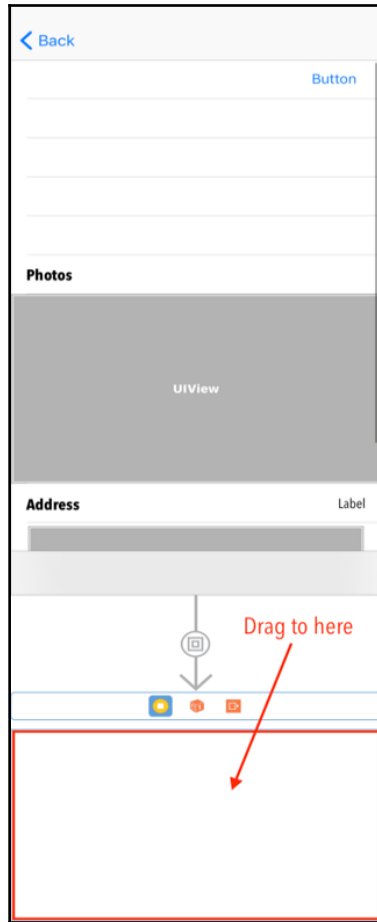 Back
Button
Photos
UIView
Address Label
Drag to here